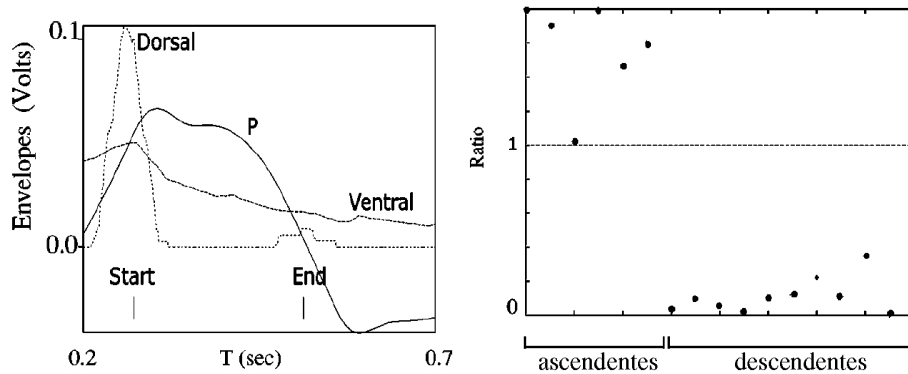 0.1
Dorsal
P
Envelopes (Volts)
Ventral
0.0
Start
End
0.2
T (sec)
0.7
Ratio
1
0
ascendentes
descendentes